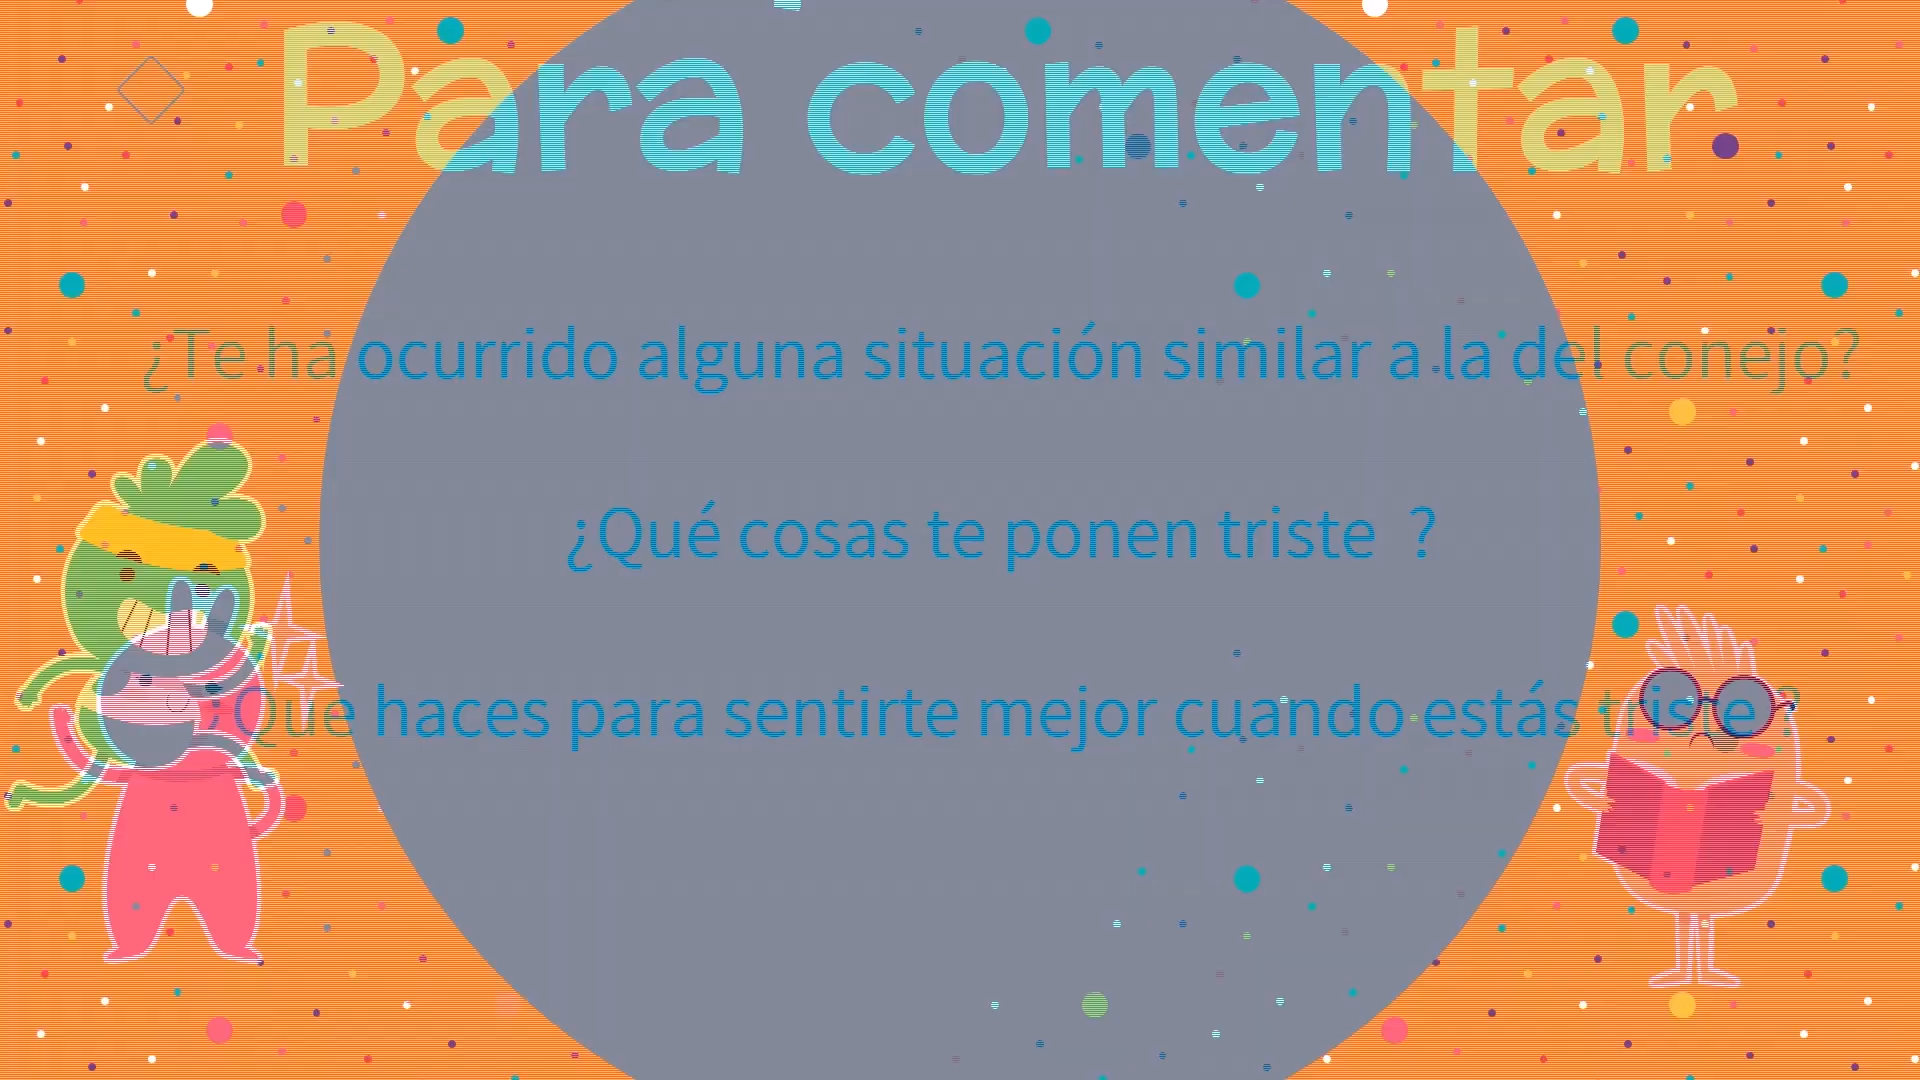 Para comentar
¿Te ha ocurrido alguna situación similar a la del conejo?
¿Qué cosas te ponen triste ?
¿Que haces para sentirte mejor cuando estás triste ?